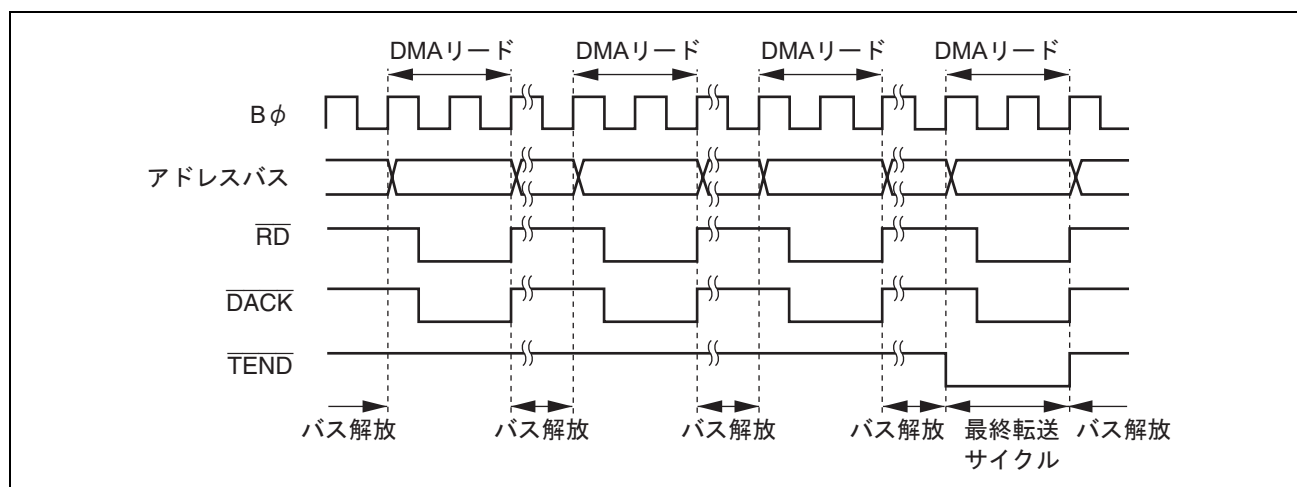 DMAリード DMAリード DMAリード DMAリード
Bφ
アドレスバス
RD
DACK
TEND
バス解放 バス解放 バス解放 バス解放 最終転送 バス解放
サイクル